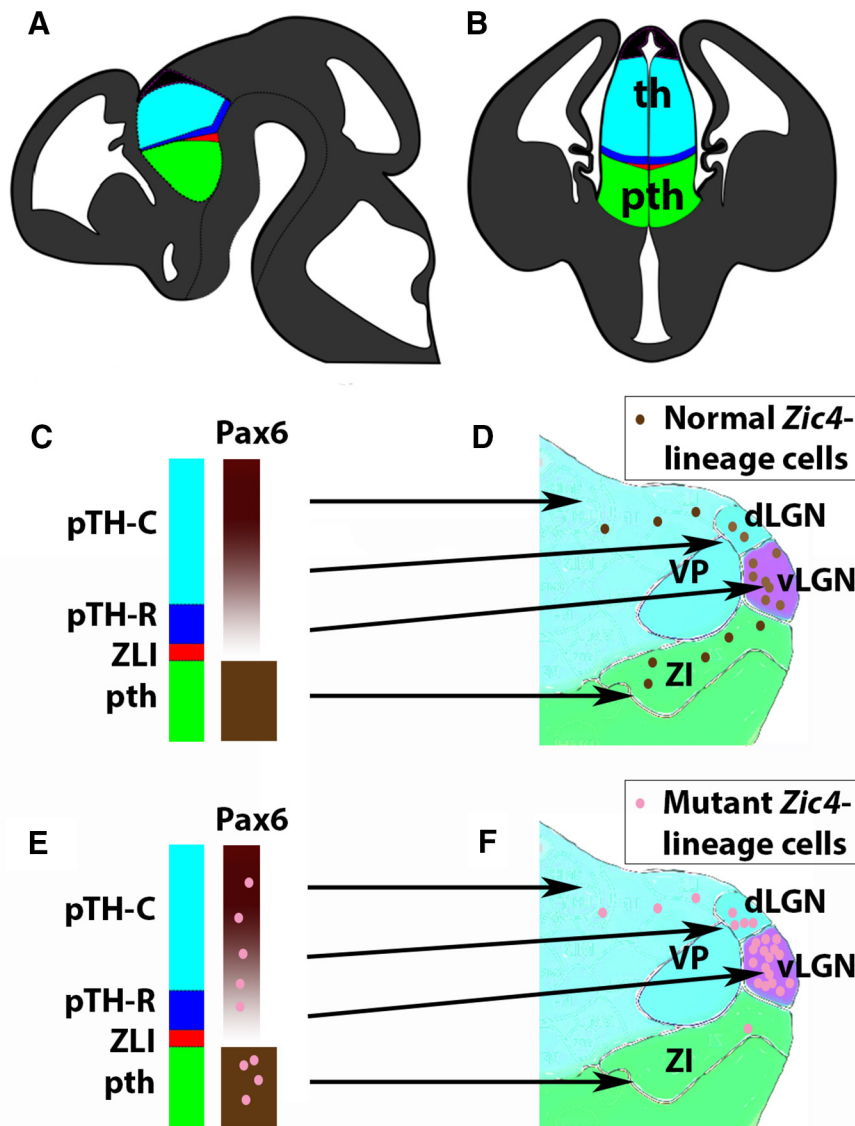 A
B
th
pth
C
Pax6
pTH-C
pTH-R
ZLI
pth
D
Normal Zic4-
lineage cells
dLGN
VP
vLGN
ZI
E
Pax6
pTH-C
pTH-R
ZLI
pth
F
Mutant Zic4-
lineage cells
dLGN
VP
vLGN
ZI